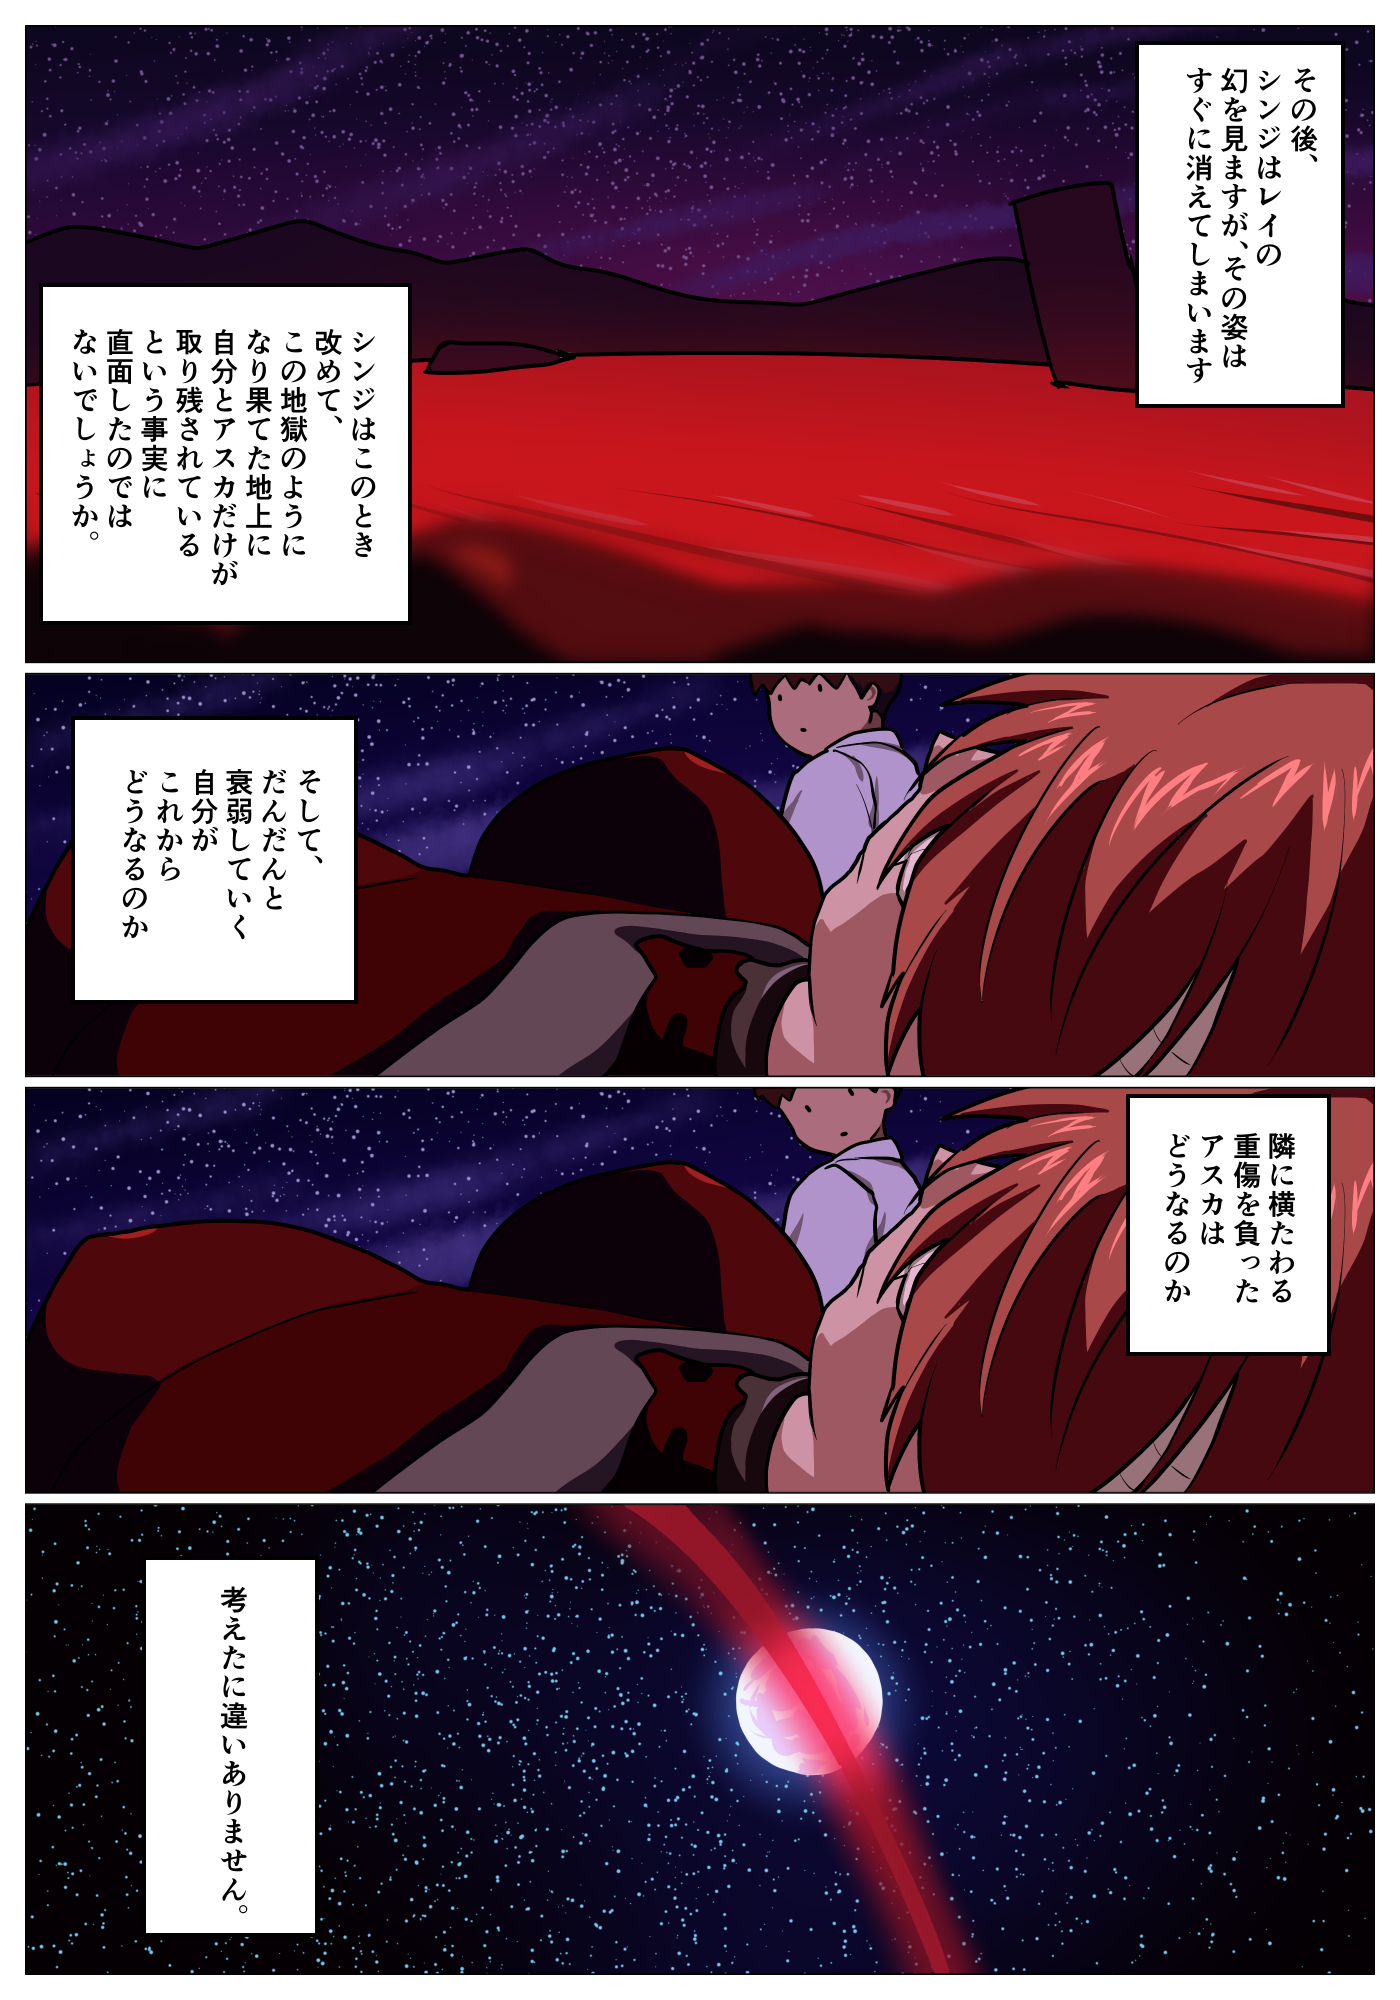 その後、
シンジはレイの
幻を見ますが、その姿は
すぐに消えてしまいます
シンジはこのとき
改めて、
この地獄のように
なり果てた地上に
自分とアスカだけが
取り残されている
という事実に
直面したのでは
ないでしょうか。
そして、
だんだんと
衰弱していく
自分が
これから
どうなるのか
隣に横たわる
重傷を負った
アスカは
どうなるのか
考えたに違いありません。